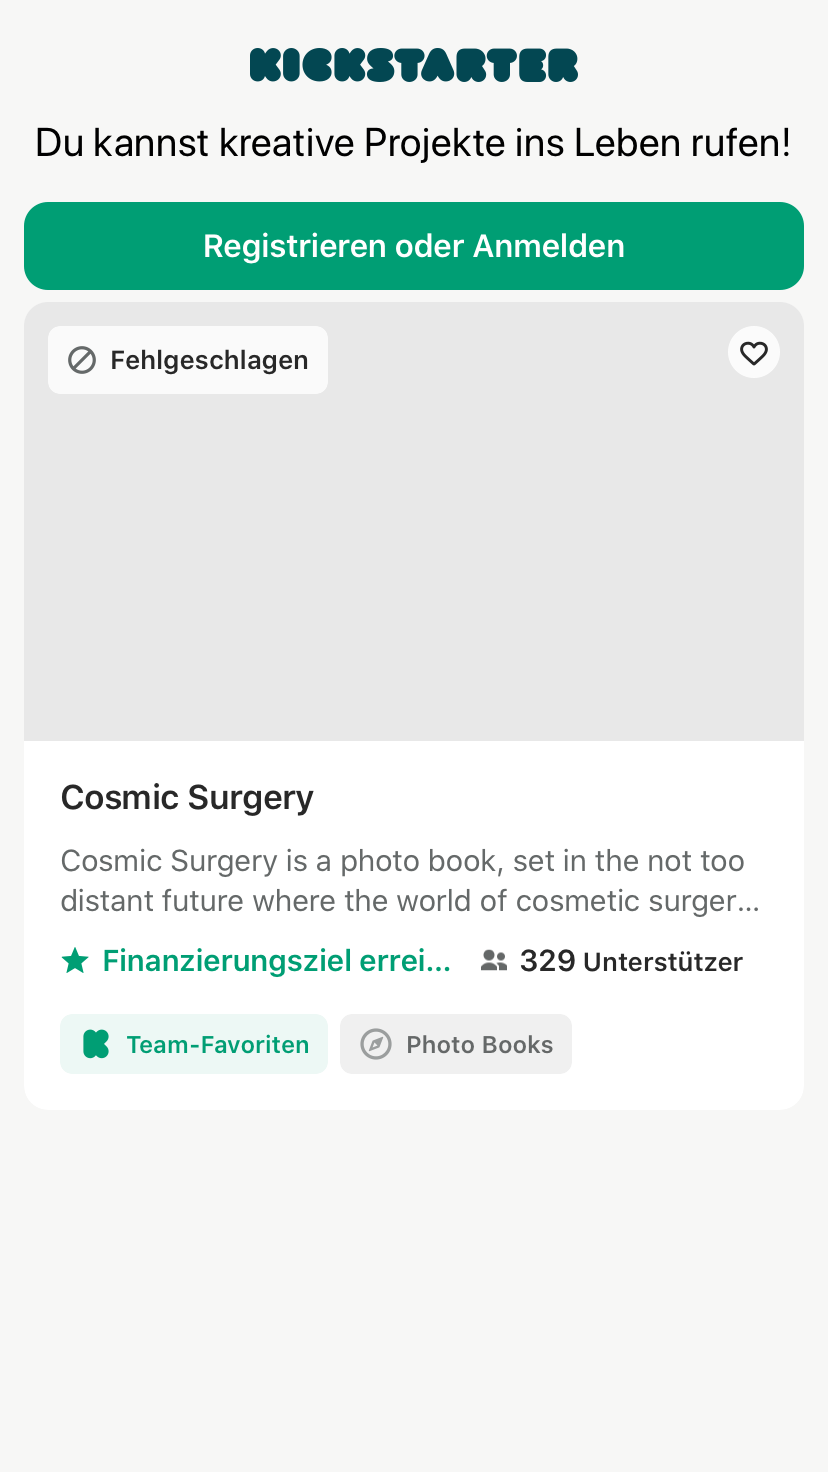 KICKSTARTER
Du kannst kreative Projekte ins Leben rufen!
Registrieren oder Anmelden
Fehlgeschlagen
Cosmic Surgery
Cosmic Surgery is a photo book, set in the not too
distant future where the world of cosmetic surger...
Finanzierungsziel errei... 329 Unterstützer
Team-Favoriten Photo Books